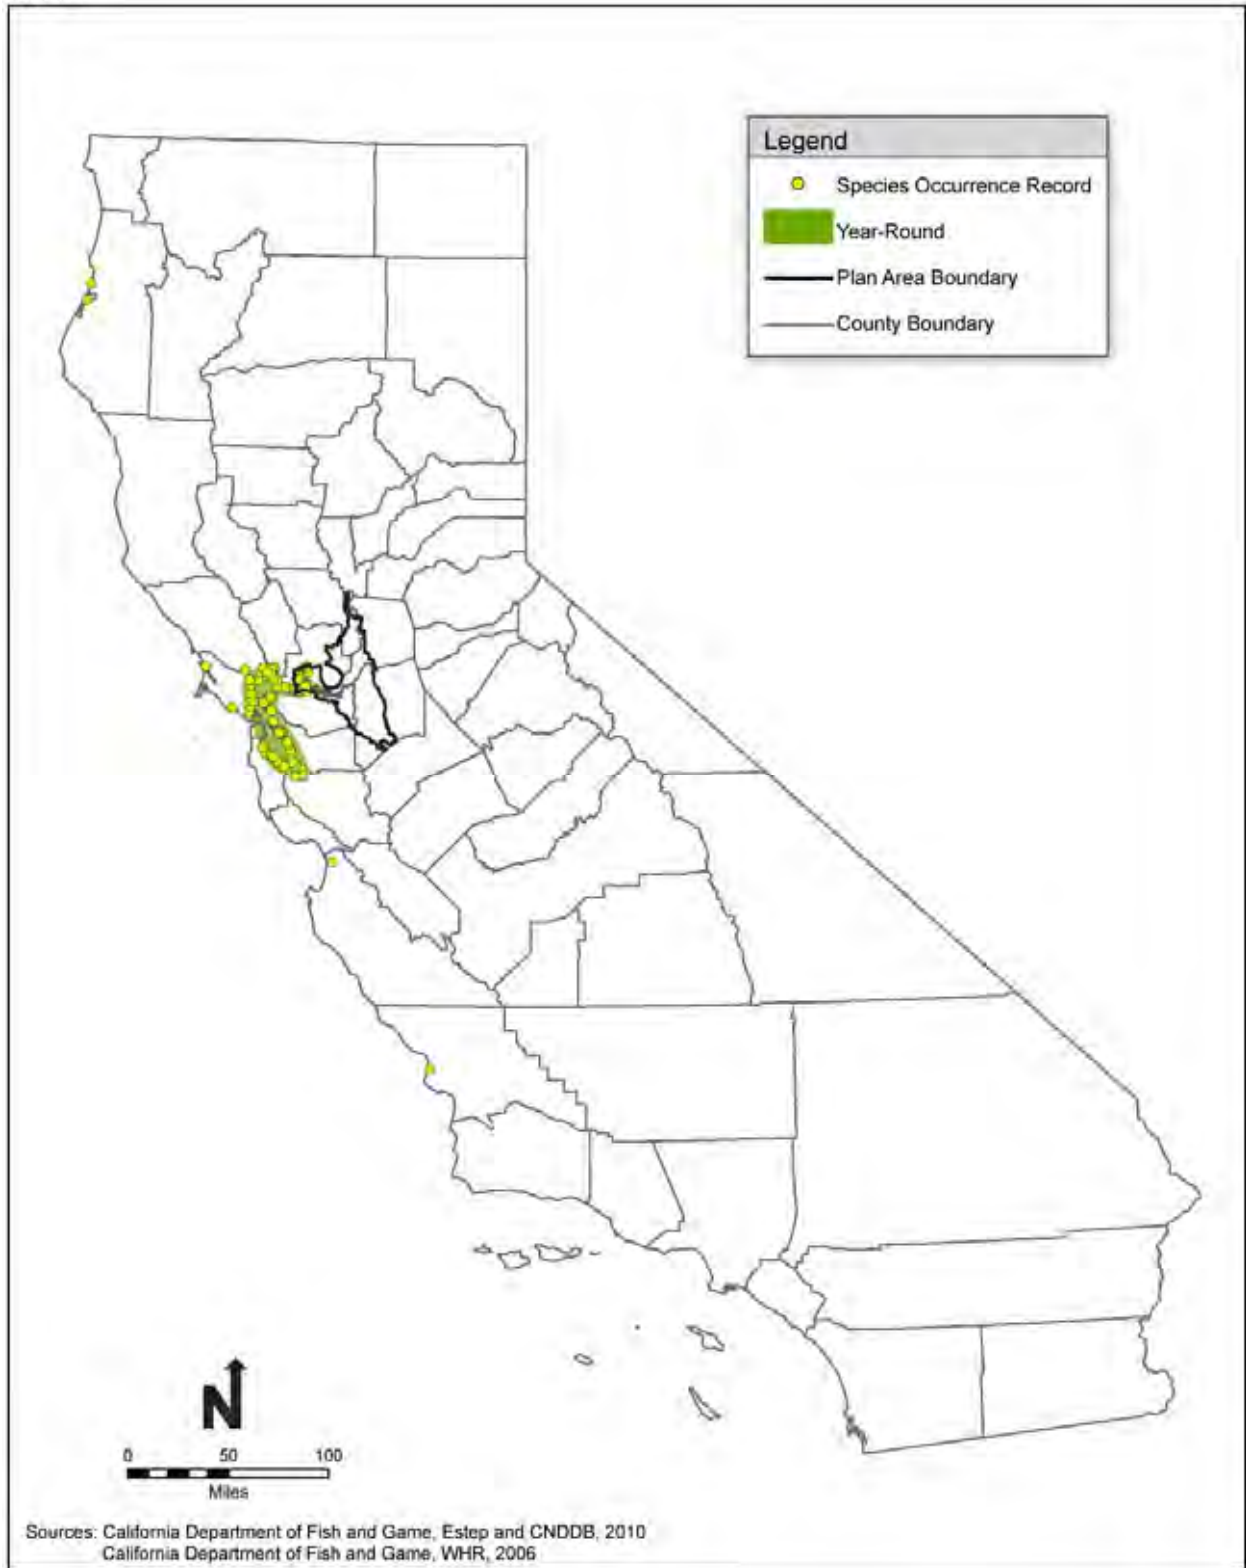 Legend
Species Occurrence Record
Year-Round
Plan Area Boundary
County Boundary
N
0 50 100
Miles
Sources: California Department of Fish and Game, Estep and CNDDB, 2010
California Department of Fish and Game, WHR, 2006